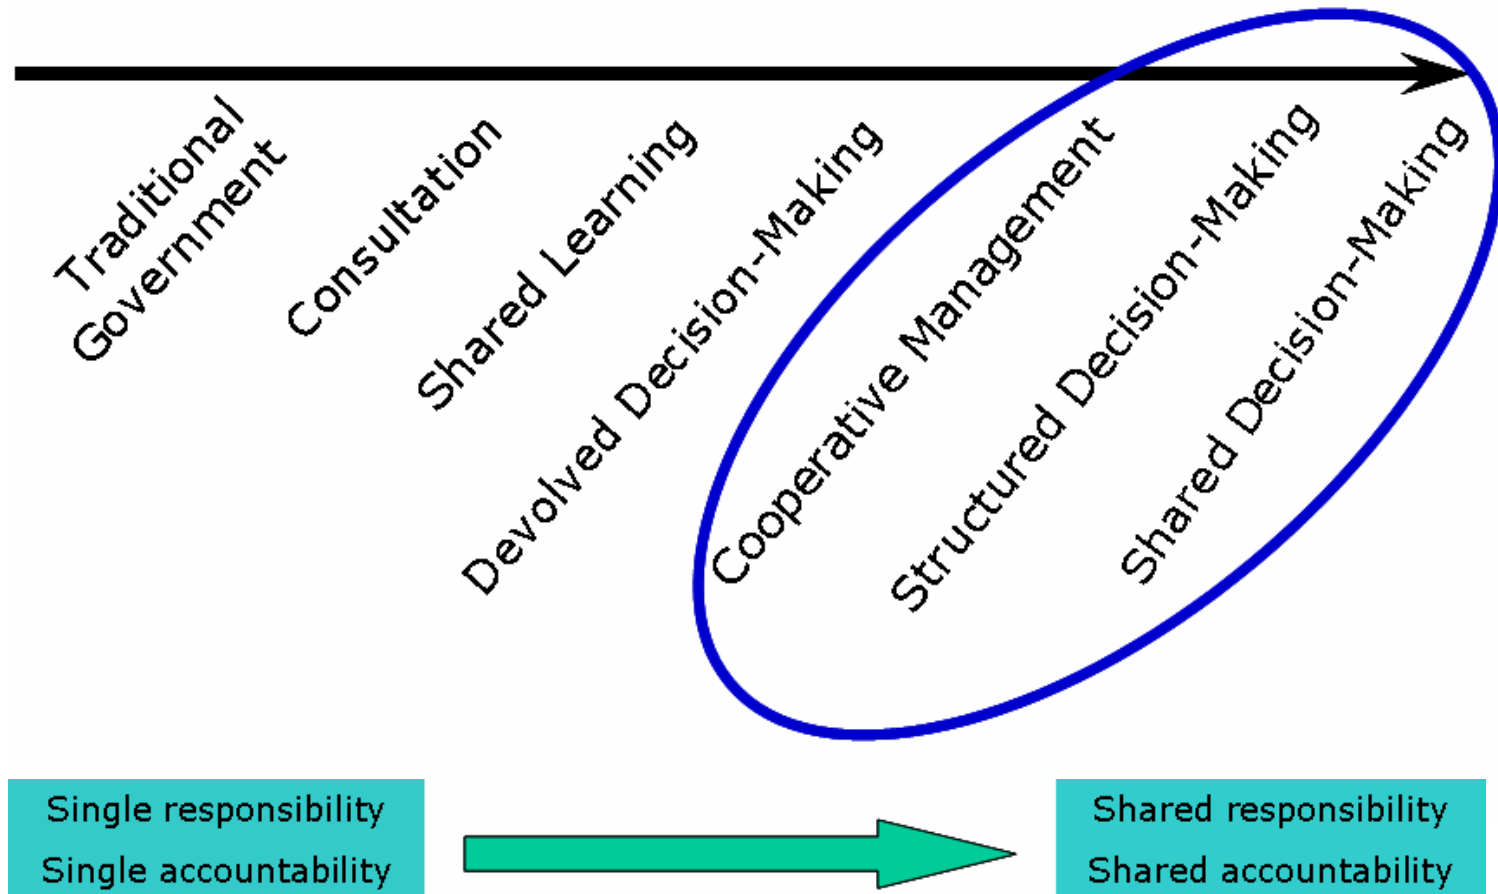 Traditional
Government
Consultation
Shared Learning
Devolved Decision-Making
Cooperative Management
Structured Decision-Making
Shared Decision-Making
Single responsibility
Single accountability
Shared responsibility
Shared accountability